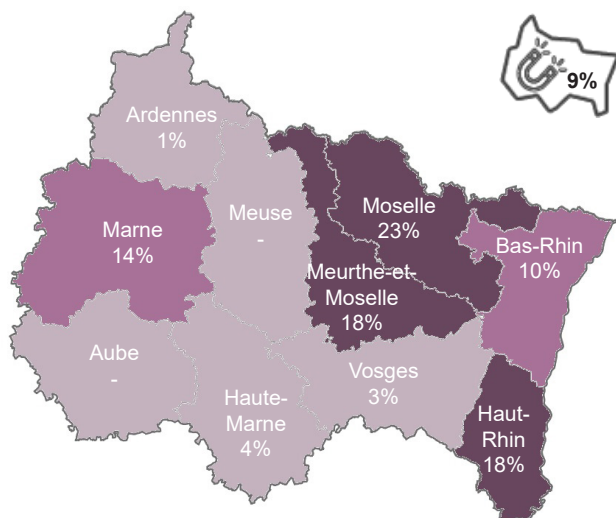 9%
Ardennes
1%
Meuse
-
Moselle
23%
Marne
14%
Bas-Rhin
10%
Meurthe-et-
Moselle
18%
Aube
-
Haute-
Marne
4%
Vosges
3%
Haut-
Rhin
18%